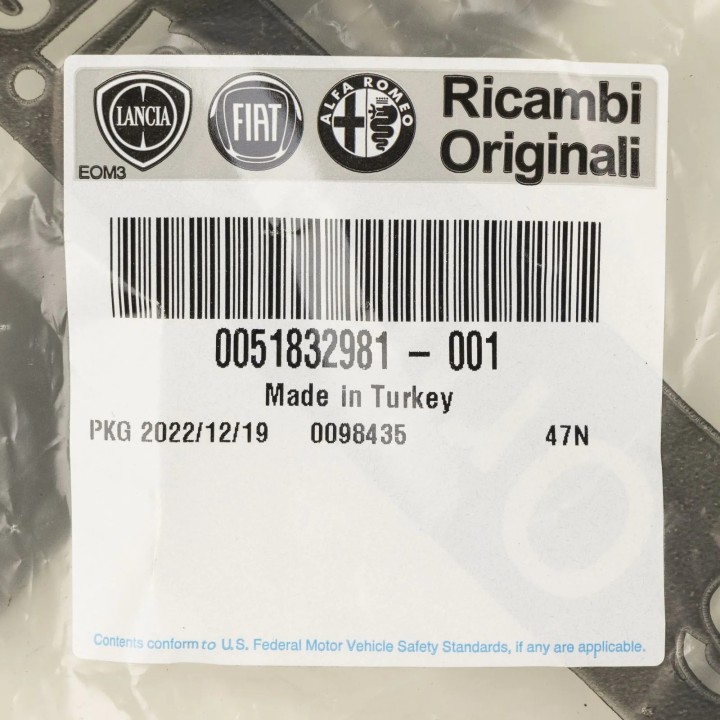 LANCIA FIAT ALFA ROMEO Ricambi
Originali
EOM3
0051832981 - 001
Made in Turkey
PKG 2022/12/19 0098435 47N
Contents conform to U.S. Federal Motor Vehicle Safety Standards, if any are applicable.